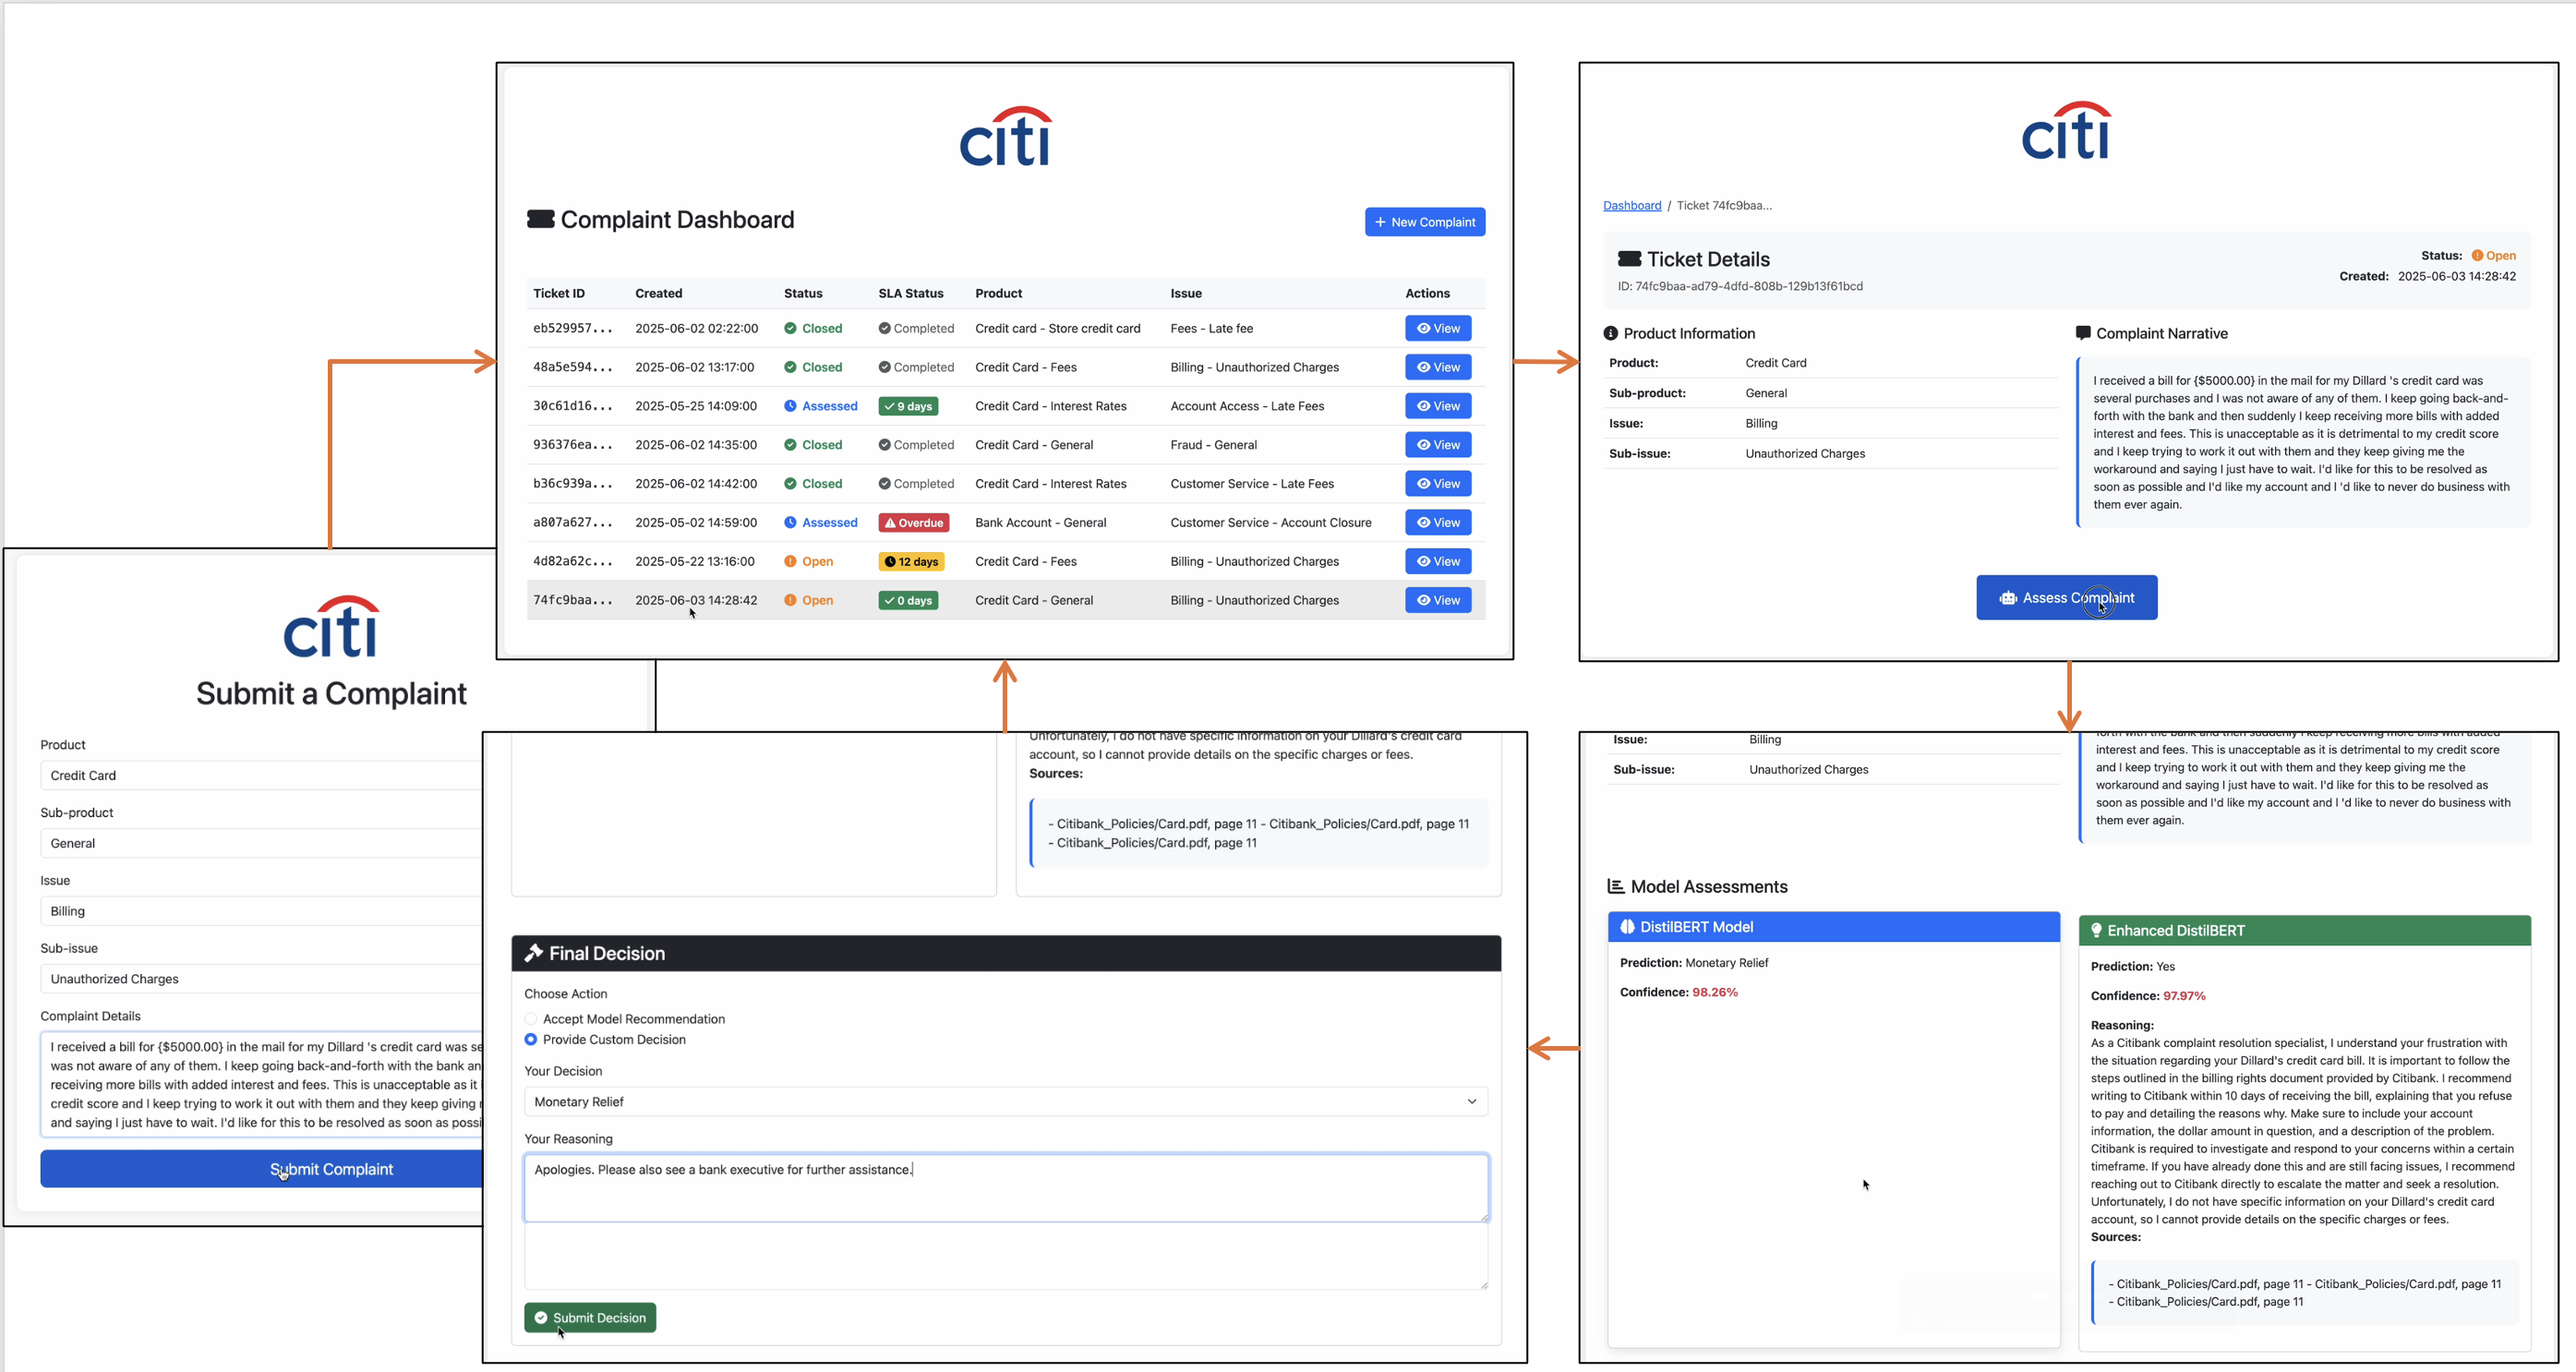 citi
Complaint Dashboard
+ New Complaint
Ticket ID Created Status SLA Status Product Issue Actions
eb529957... 2025-06-02 02:22:00 Closed Completed Credit card - Store credit card Fees - Late fee View
48a5e594... 2025-06-02 13:17:00 Closed Completed Credit Card - Fees Billing - Unauthorized Charges View
30c61d16... 2025-05-25 14:09:00 Assessed 9 days Credit Card - Interest Rates Account Access - Late Fees View
936376ea... 2025-06-02 14:35:00 Closed Completed Credit Card - General Fraud - General View
b36c939a... 2025-06-02 14:42:00 Closed Completed Credit Card - Interest Rates Customer Service - Late Fees View
a807a627... 2025-05-02 14:59:00 Assessed Overdue Bank Account - General Customer Service - Account Closure View
4d82a62c... 2025-05-22 13:16:00 Open 12 days Credit Card - Fees Billing - Unauthorized Charges View
74fc9baa... 2025-06-03 14:28:42 Open 0 days Credit Card - General Billing - Unauthorized Charges View
citi
Dashboard / Ticket 74fc9baa...
Ticket Details
ID: 74fc9baa-ad79-4dfd-808b-129b13f61bcd
Status: Open
Created: 2025-06-03 14:28:42
Product Information
Product: Credit Card
Sub-product: General
Issue: Billing
Sub-issue: Unauthorized Charges
Complaint Narrative
I received a bill for {$5000.00} in the mail for my Dillard 's credit card was
several purchases and I was not aware of any of them. I keep going back-and-
forth with the bank and then suddenly I keep receiving more bills with added
interest and fees. This is unacceptable as it is detrimental to my credit score
and I keep trying to work it out with them and they keep giving me the
workaround and saying I just have to wait. I'd like for this to be resolved as
soon as possible and I'd like my account and I 'd like to never do business with
them ever again.
Assess Complaint
citi
Submit a Complaint
Product
Credit Card
Sub-product
General
Issue
Billing
Sub-issue
Unauthorized Charges
Complaint Details
I received a bill for {$5000.00} in the mail for my Dillard 's credit card was se
was not aware of any of them. I keep going back-and-forth with the bank an
receiving more bills with added interest and fees. This is unacceptable as it i
credit score and I keep trying to work it out with them and they keep giving
and saying I just have to wait. I'd like for this to be resolved as soon as possi
Submit Complaint
Unfortunately, I do not have specific information on your Dillard's credit card
account, so I cannot provide details on the specific charges or fees.
Sources:
- Citibank_Policies/Card.pdf, page 11 - Citibank_Policies/Card.pdf, page 11
- Citibank_Policies/Card.pdf, page 11
Final Decision
Choose Action
Accept Model Recommendation
Provide Custom Decision
Your Decision
Monetary Relief
Your Reasoning
Apologies. Please also see a bank executive for further assistance.
Submit Decision
Issue: Billing
Sub-issue: Unauthorized Charges
forth with the bank and then suddenly I keep receiving more bills with added
interest and fees. This is unacceptable as it is detrimental to my credit score
and I keep trying to work it out with them and they keep giving me the
workaround and saying I just have to wait. I'd like for this to be resolved as
soon as possible and I'd like my account and I 'd like to never do business with
them ever again.
Model Assessments
DistilBERT Model
Prediction: Monetary Relief
Confidence: 98.26%
Enhanced DistilBERT
Prediction: Yes
Confidence: 97.97%
Reasoning:
As a Citibank complaint resolution specialist, I understand your frustration with
the situation regarding your Dillard's credit card bill. It is important to follow the
steps outlined in the billing rights document provided by Citibank. I recommend
writing to Citibank within 10 days of receiving the bill, explaining that you refuse
to pay and detailing the reasons why. Make sure to include your account
information, the dollar amount in question, and a description of the problem.
Citibank is required to investigate and respond to your concerns within a certain
timeframe. If you have already done this and are still facing issues, I recommend
reaching out to Citibank directly to escalate the matter and seek a resolution.
Unfortunately, I do not have specific information on your Dillard's credit card
account, so I cannot provide details on the specific charges or fees.
Sources:
- Citibank_Policies/Card.pdf, page 11 - Citibank_Policies/Card.pdf, page 11
- Citibank_Policies/Card.pdf, page 11